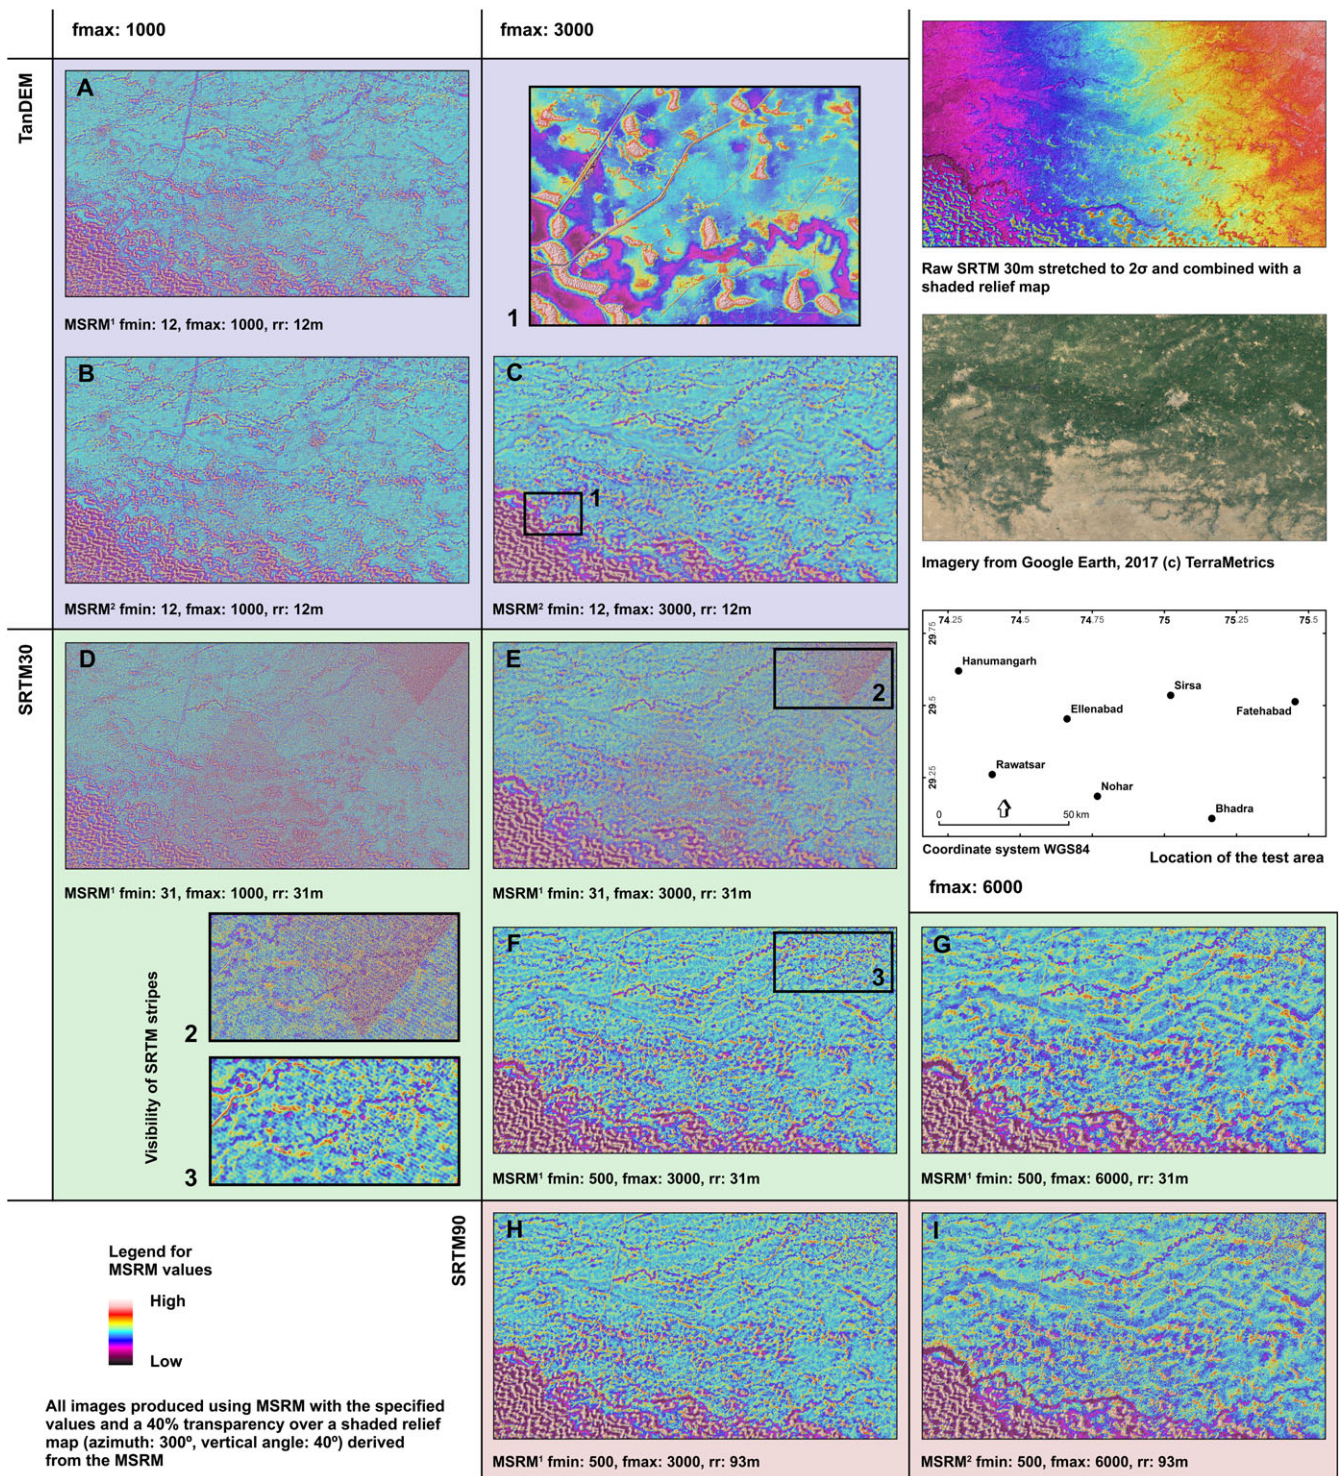 fmax: 1000
fmax: 3000
TanDEM
A
MSRM¹ fmin: 12, fmax: 1000, rr: 12m
1
Raw SRTM 30m stretched to 2σ and combined with a
shaded relief map
B
MSRM² fmin: 12, fmax: 1000, rr: 12m
C
1
MSRM² fmin: 12, fmax: 3000, rr: 12m
Imagery from Google Earth, 2017 (c) TerraMetrics
SRTM30
D
MSRM¹ fmin: 31, fmax: 1000, rr: 31m
E
2
MSRM¹ fmin: 31, fmax: 3000, rr: 31m
74.25 74.5 74.75 75 75.25 75.5
29.75
29.5
29.25
Hanumangarh
Sirsa
Ellenabad
Fatehabad
Rawatsar
Nohar
Bhadra
0 50 km
Coordinate system WGS84
Location of the test area
fmax: 6000
Visibility of SRTM stripes
2
3
F
3
MSRM¹ fmin: 500, fmax: 3000, rr: 31m
G
MSRM¹ fmin: 500, fmax: 6000, rr: 31m
SRTM90
H
MSRM¹ fmin: 500, fmax: 3000, rr: 93m
I
MSRM² fmin: 500, fmax: 6000, rr: 93m
Legend for
MSRM values
High
Low
All images produced using MSRM with the specified
values and a 40% transparency over a shaded relief
map (azimuth: 300º, vertical angle: 40º) derived
from the MSRM